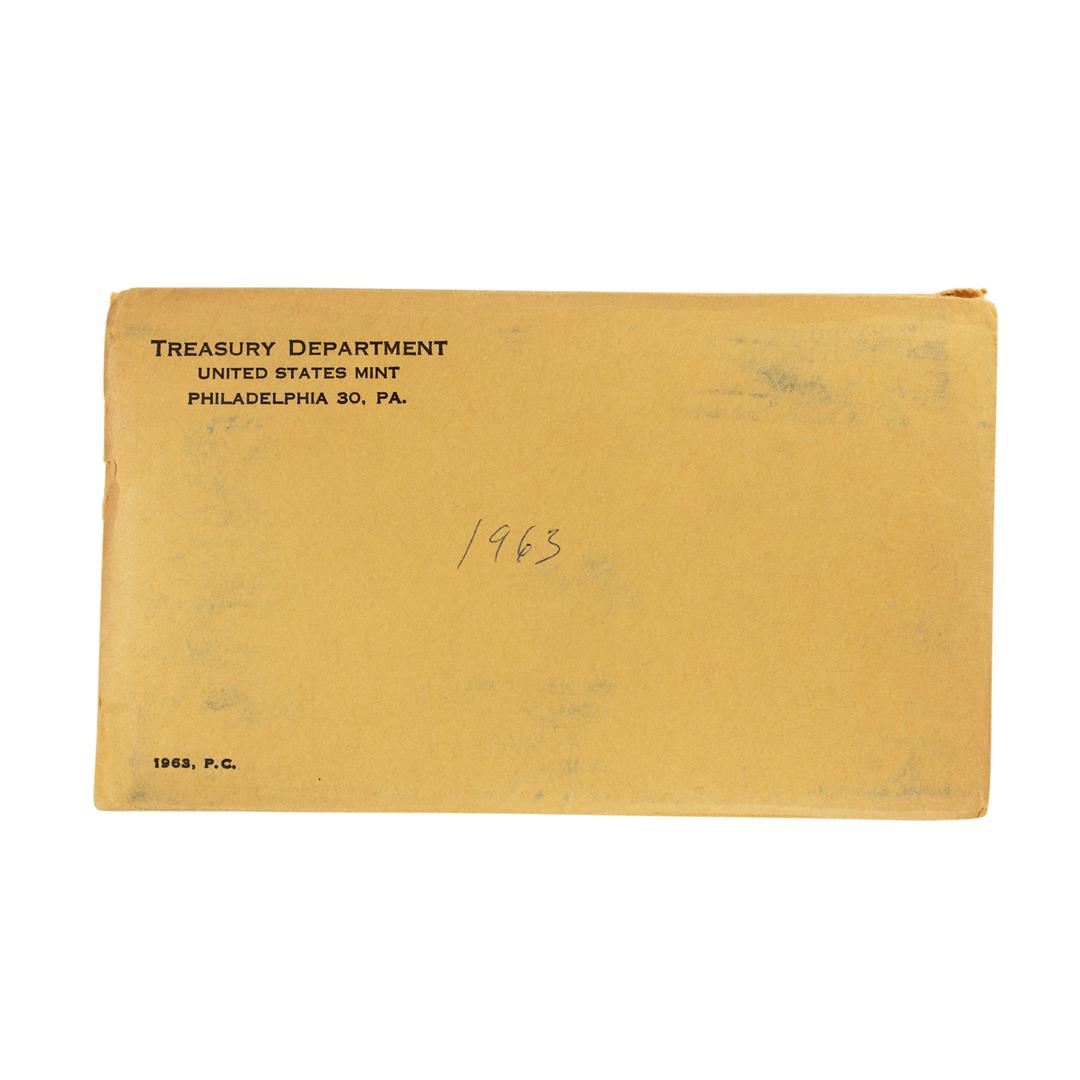 TREASURY DEPARTMENT
UNITED STATES MINT
PHILADELPHIA 30, PA.
1963
1963, P.C.